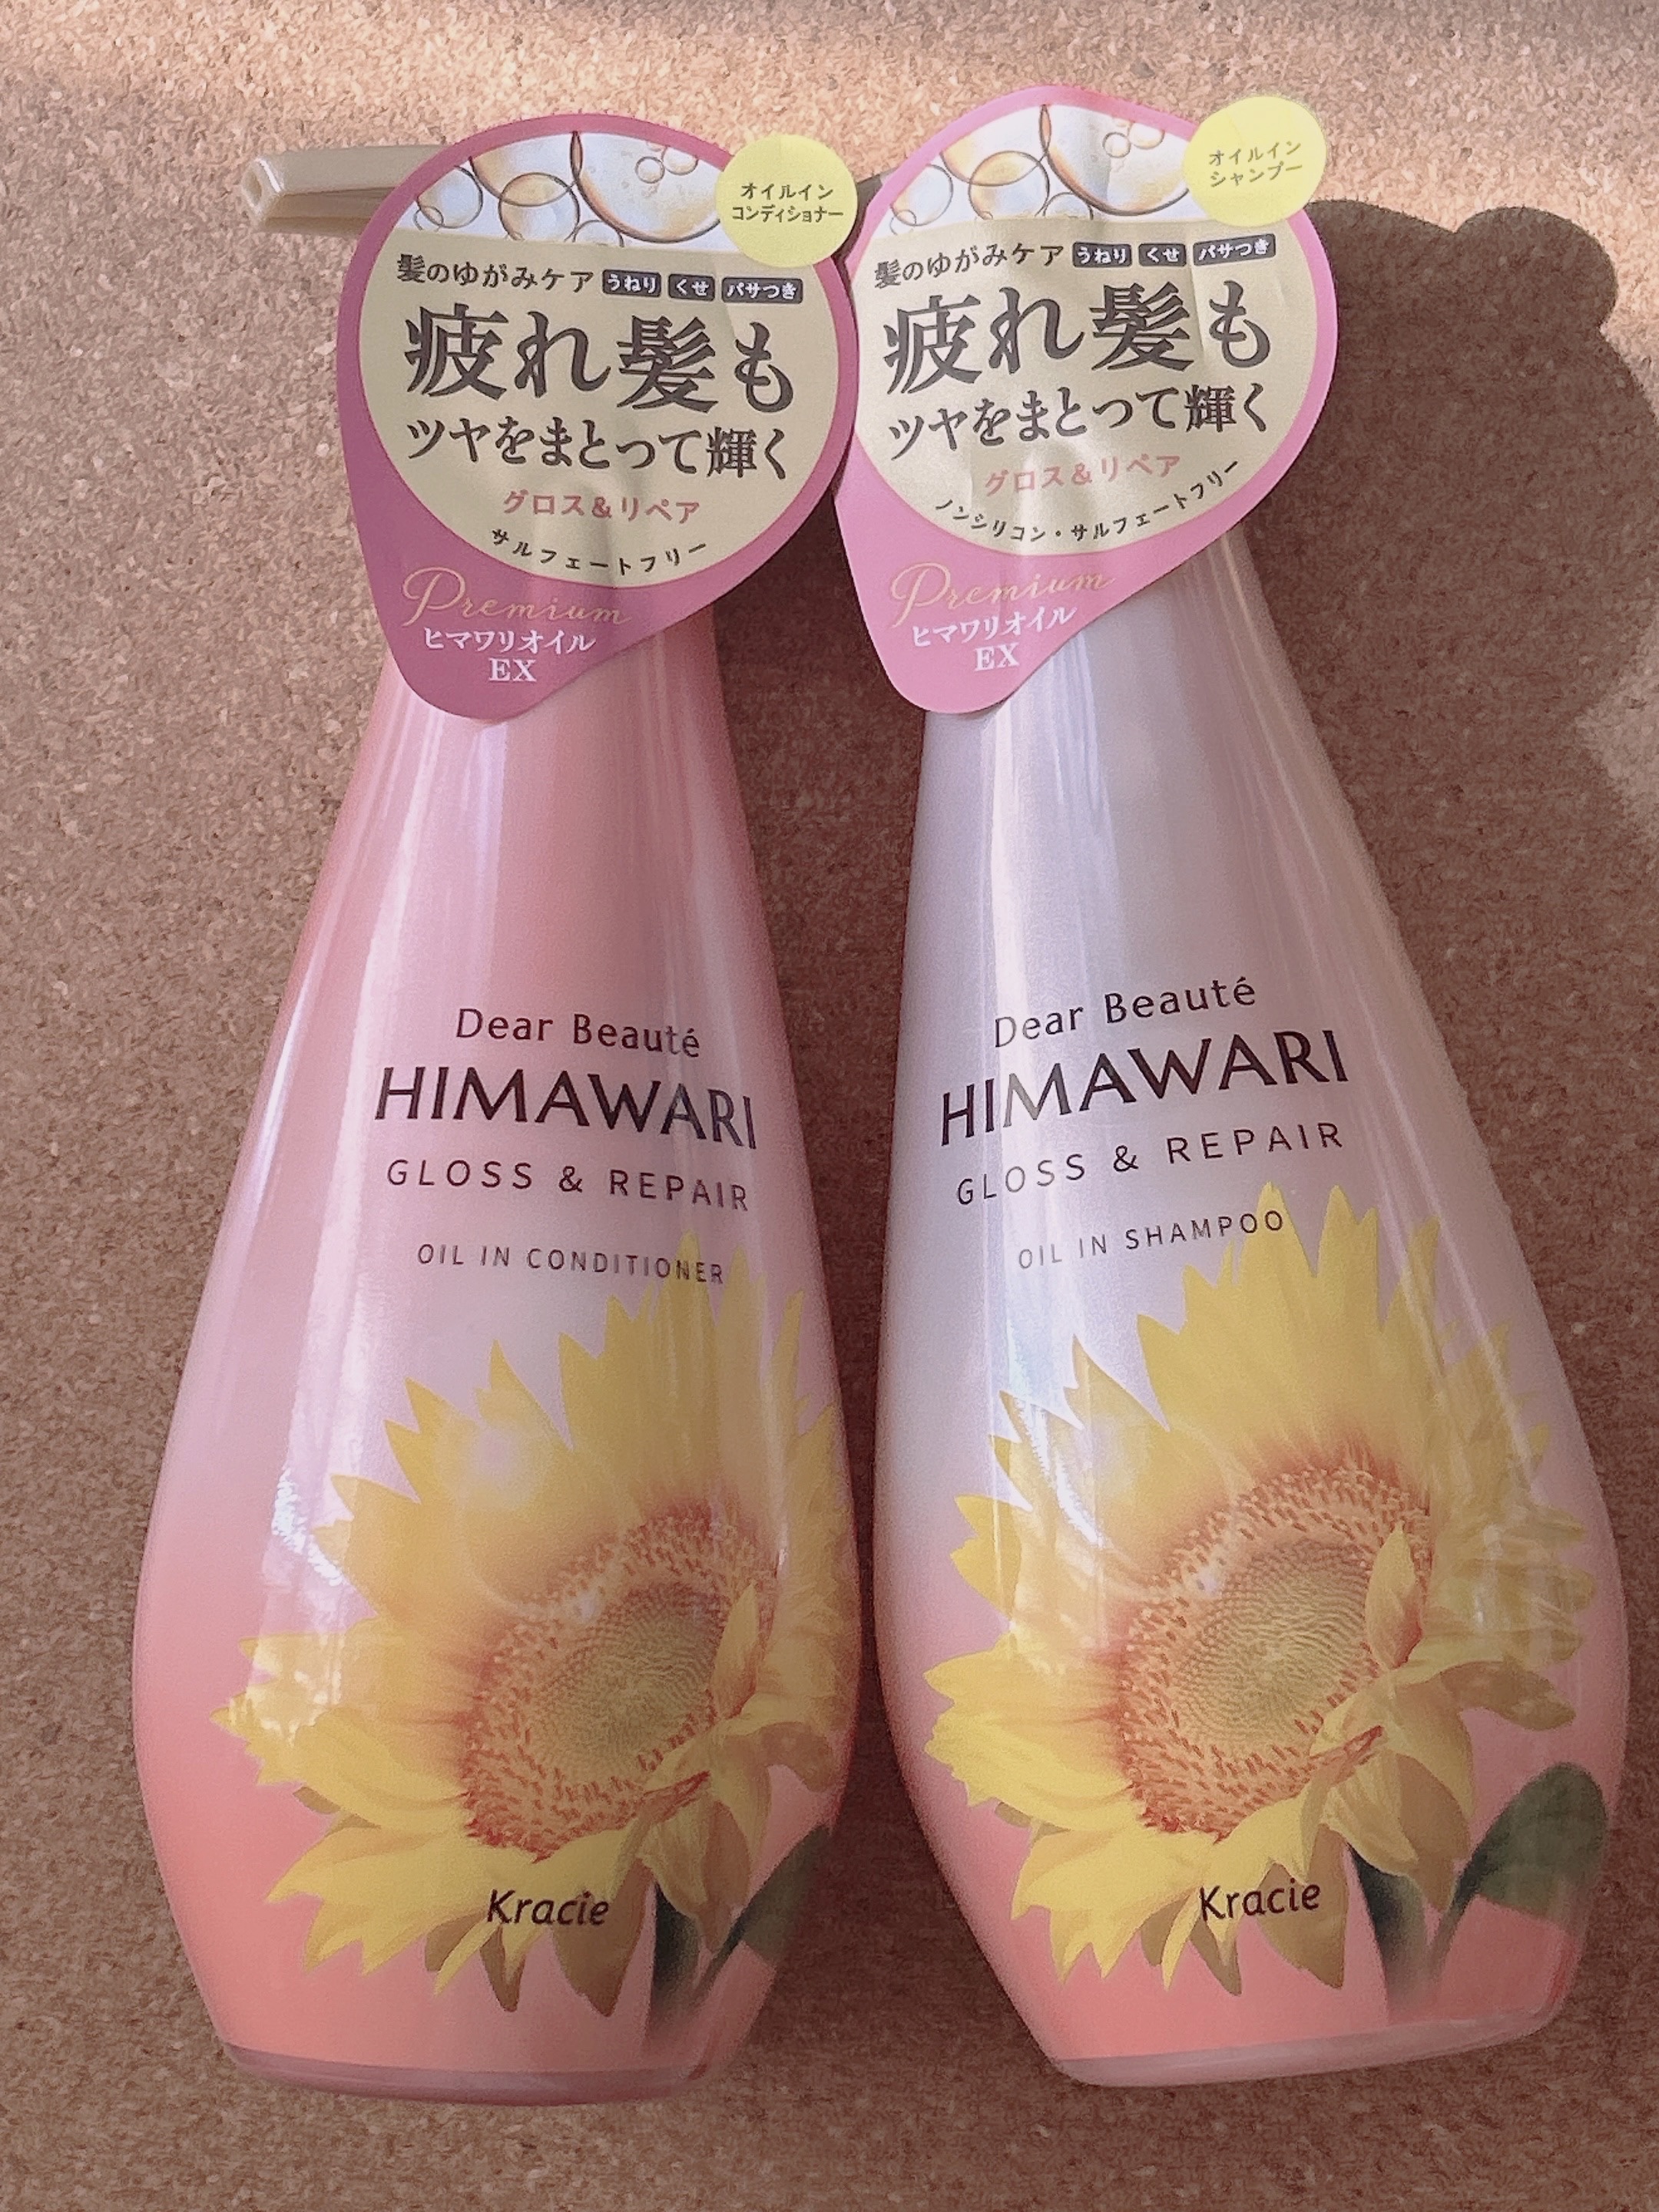 オイルイン
コンディショナー
髪のゆがみケア うねり くせ パサつき
疲れ髪も
ツヤをまとって輝く
グロス&リペア
サルフェートフリー
Premium
ヒマワリオイル
EX
Dear Beauté
HIMAWARI
GLOSS & REPAIR
OIL IN CONDITIONER
Kracie
オイルイン
シャンプー
髪のゆがみケア うねり くせ パサつき
疲れ髪も
ツヤをまとって輝く
グロス&リペア
ノンシリコン・サルフェートフリー
Premium
ヒマワリオイル
EX
Dear Beauté
HIMAWARI
GLOSS & REPAIR
OIL IN SHAMPOO
Kracie